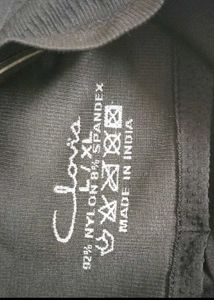 Clovia
L / XL
92% NYLON 8% SPANDEX
MADE IN INDIA